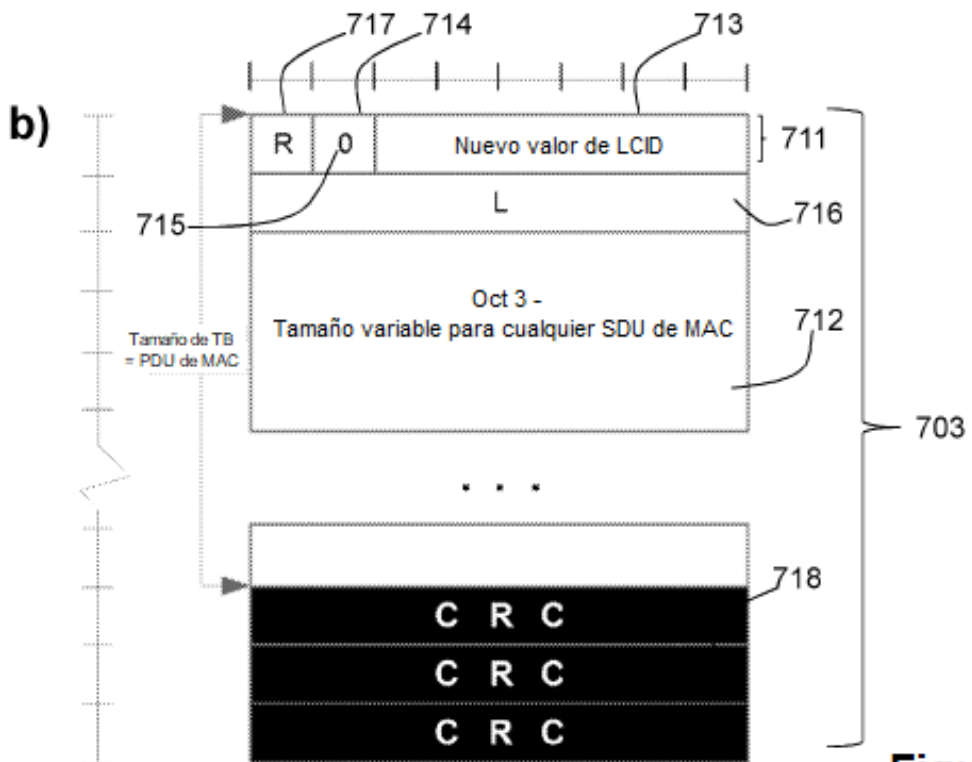 717 714 713
b)
R 0 Nuevo valor de LCID 711
L
715 716
Oct 3 -
Tamaño variable para cualquier SDU de MAC 712
Tamaño de TB
= PDU de MAC
703
. . .
718
C R C
C R C
C R C